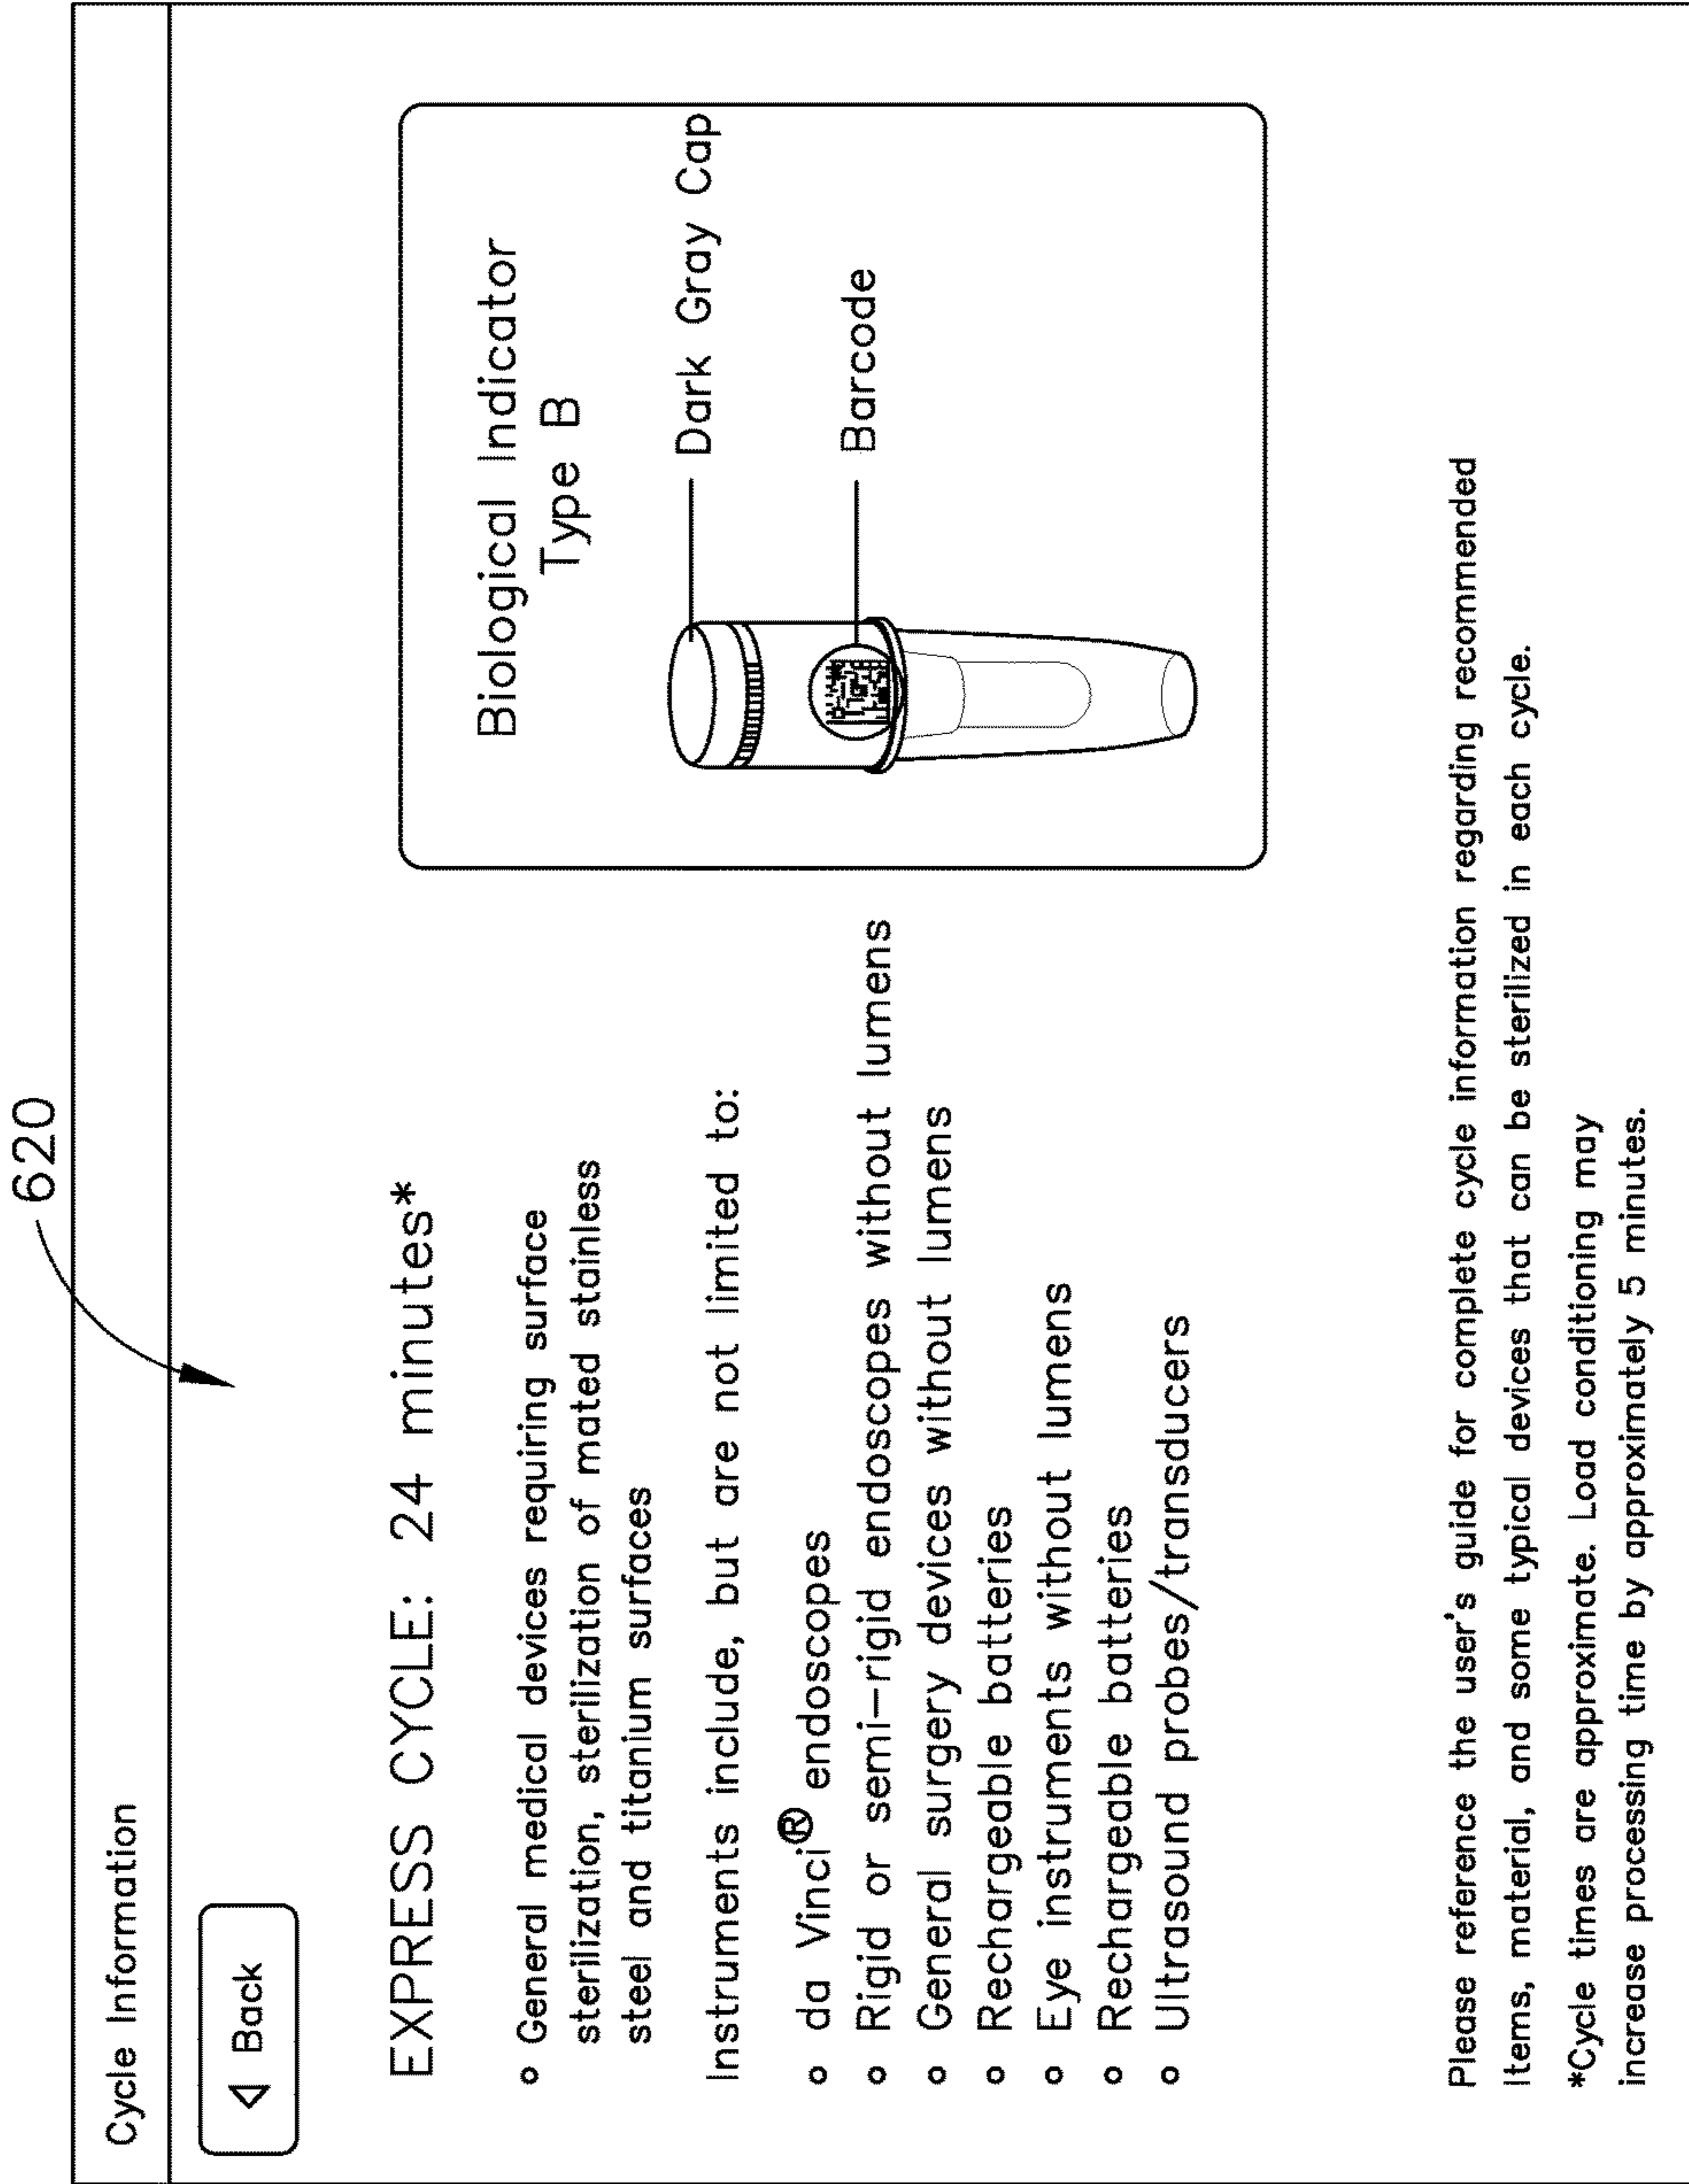 620
Cycle Information
Back
EXPRESS CYCLE: 24 minutes*
General medical devices requiring surface
sterilization, sterilization of mated stainless
steel and titanium surfaces
Instruments include, but are not limited to:
da Vinci® endoscopes
Rigid or semi-rigid endoscopes without lumens
General surgery devices without lumens
Rechargeable batteries
Eye instruments without lumens
Rechargeable batteries
Ultrasound probes/transducers
Biological Indicator
Type B
Dark Gray Cap
Barcode
Please reference the user's guide for complete cycle information regarding recommended
Items, material, and some typical devices that can be sterilized in each cycle.
*Cycle times are approximate. Load conditioning may
increase processing time by approximately 5 minutes.